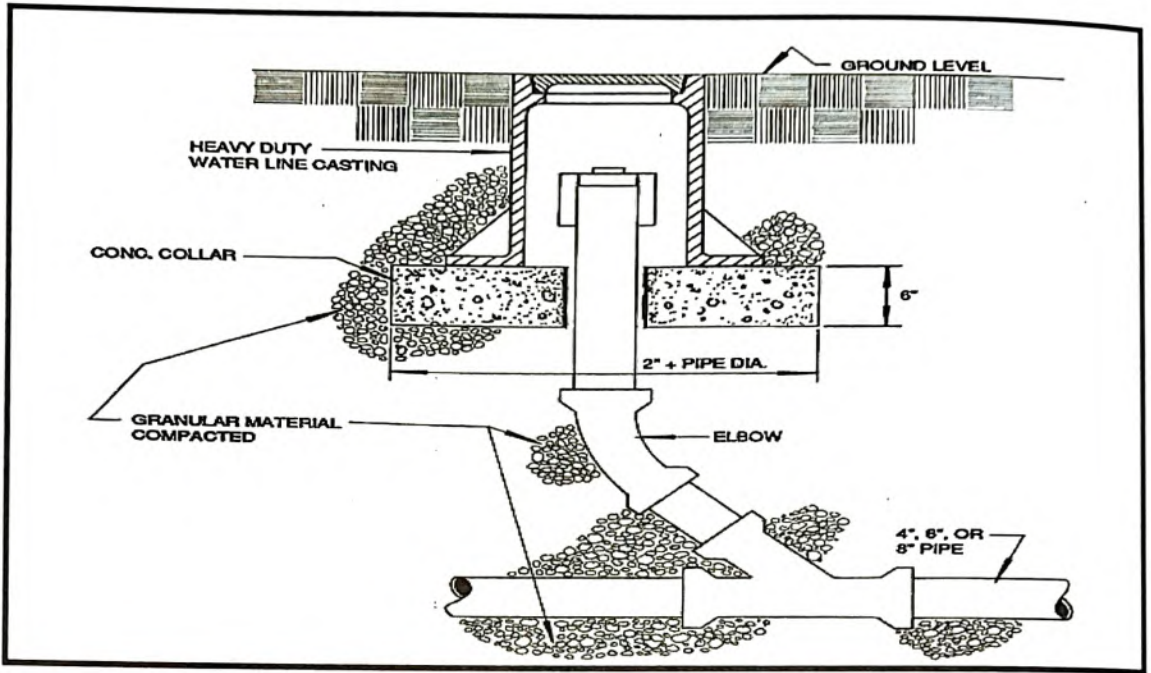 GROUND LEVEL
HEAVY DUTY
WATER LINE CASTING
CONC. COLLAR
6"
2" + PIPE DIA.
GRANULAR MATERIAL
COMPACTED
ELBOW
4", 6", OR
8" PIPE